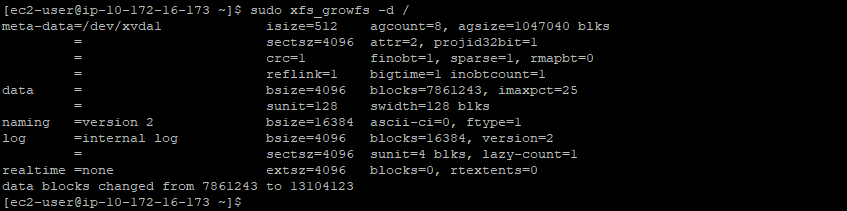 [ec2-user@ip-10-172-16-173 ~]$ sudo xfs_growfs -d /
meta-data=/dev/xvda1             isize=512    agcount=8, agsize=1047040 blks
         =                       sectsz=4096  attr=2, projid32bit=1
         =                       crc=1        finobt=1, sparse=1, rmapbt=0
         =                       reflink=1    bigtime=1 inobtcount=1
data     =                       bsize=4096   blocks=7861243, imaxpct=25
         =                       sunit=128    swidth=128 blks
naming   =version 2              bsize=16384  ascii-ci=0, ftype=1
log      =internal log           bsize=4096   blocks=16384, version=2
         =                       sectsz=4096  sunit=4 blks, lazy-count=1
realtime =none                   extsz=4096   blocks=0, rtextents=0
data blocks changed from 7861243 to 13104123
[ec2-user@ip-10-172-16-173 ~]$